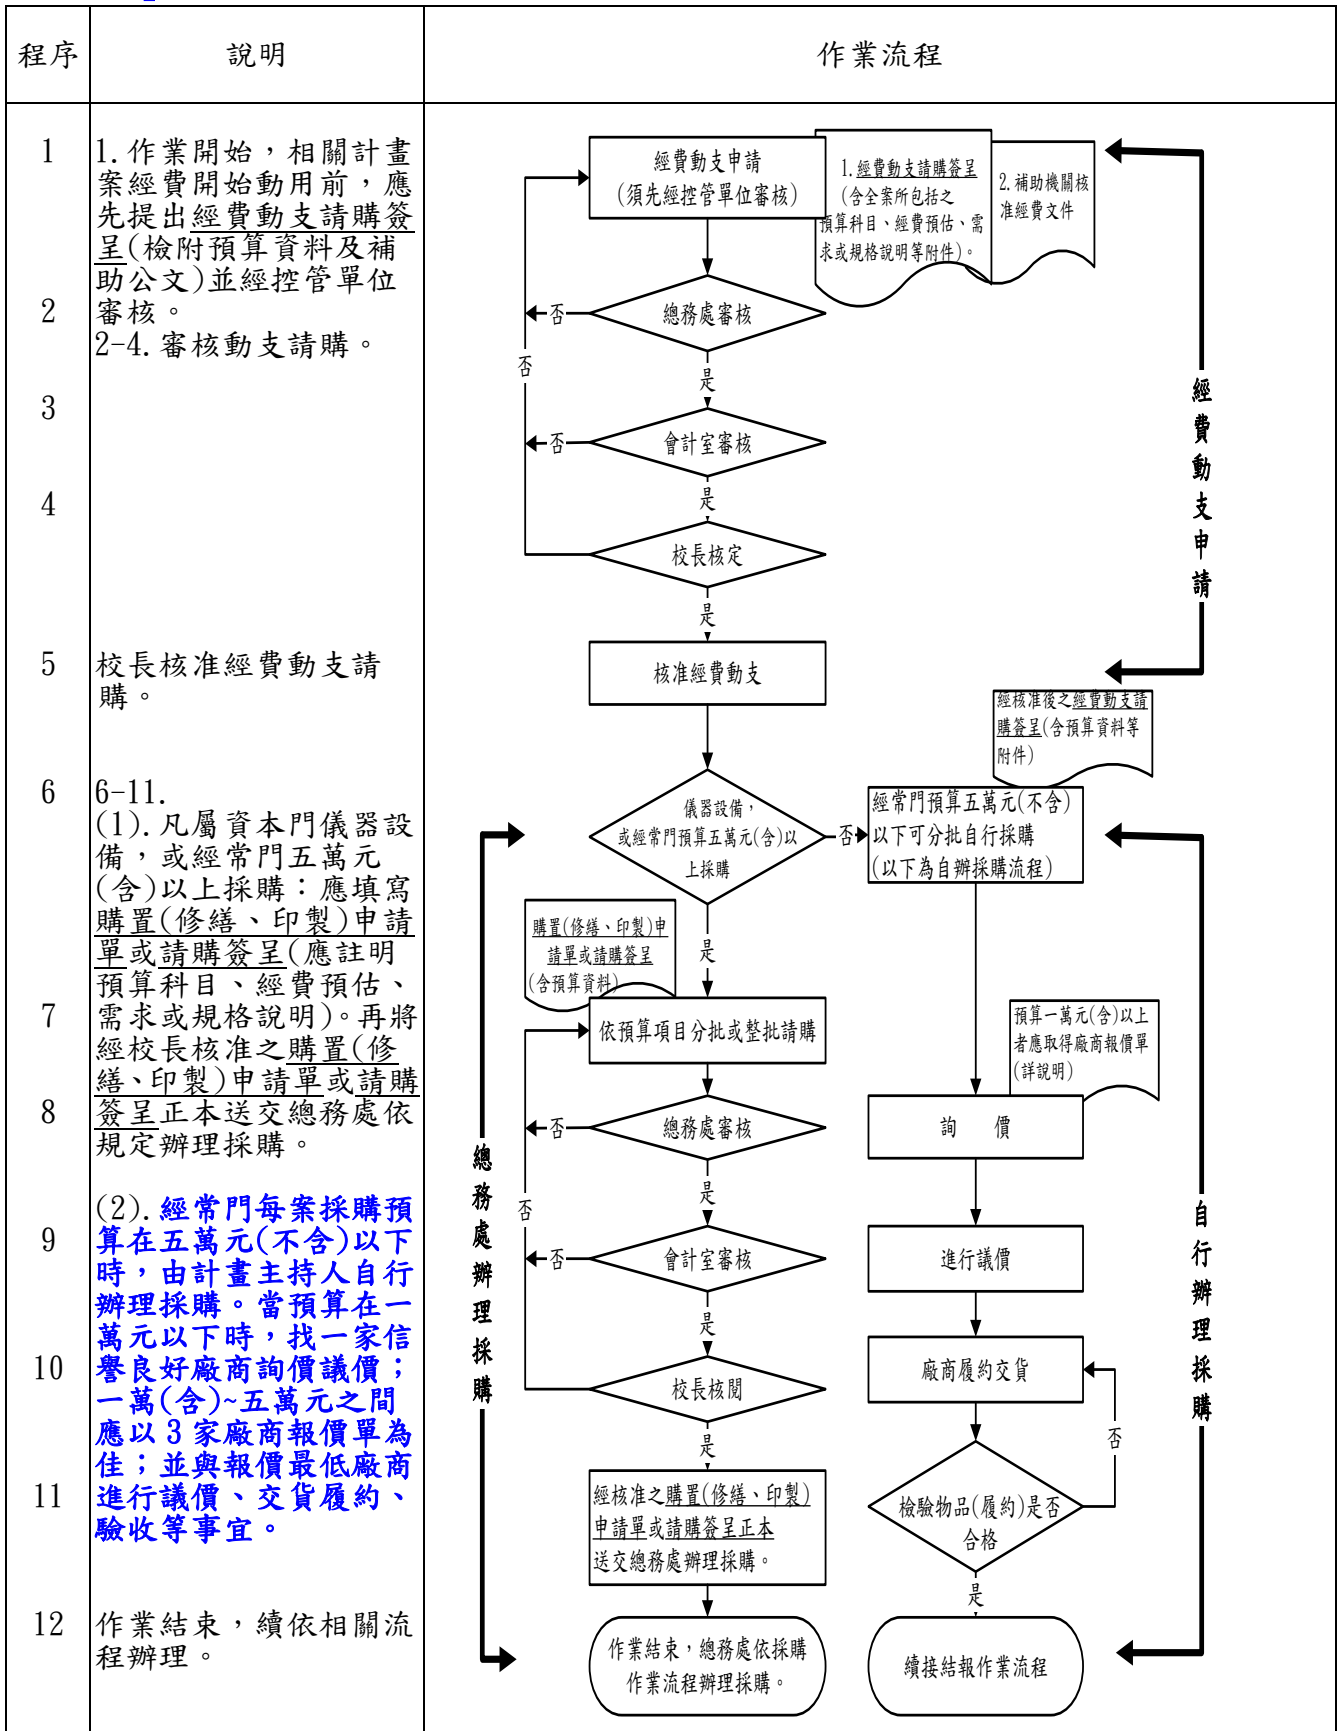 程序
說明
作業流程
1
2
3
4
5
6
7
8
9
10
11
12
1.作業開始，相關計畫
案經費開始動用前，應
先提出經費動支請購簽
呈(檢附預算資料及補
助公文)並經控管單位
審核。
2-4.審核動支請購。
校長核准經費動支請
購。
6-11.
(1).凡屬資本門儀器設
備，或經常門五萬元
(含)以上採購：應填寫
購置(修繕、印製)申請
單或請購簽呈(應註明
預算科目、經費預估、
需求或規格說明)。再將
經校長核准之購置(修
繕、印製)申請單或請購
簽呈正本送交總務處依
規定辦理採購。
(2).經常門每案採購預
算在五萬元(不含)以下
時，由計畫主持人自行
辦理採購。當預算在一
萬元以下時，找一家信
譽良好廠商詢價議價；
一萬(含)~五萬元之間
應以3家廠商報價單為
佳；並與報價最低廠商
進行議價、交貨履約、
驗收等事宜。
作業結束，續依相關流
程辦理。
經費動支申請
(須先經控管單位審核)
1.經費動支請購簽呈
(含全案所包括之
預算科目、經費預估、需
求或規格說明等附件)。
2.補助機關核
准經費文件
總務處審核
否
否
是
會計室審核
否
是
校長核定
是
核准經費動支
經費動支申請
經核准後之經費動支請
購簽呈(含預算資料等
附件)
儀器設備，
或經常門預算五萬元(含)以
上採購
否
經常門預算五萬元(不含)
以下可分批自行採購
(以下為自辦採購流程)
購置(修繕、印製)申
請單或請購簽呈
(含預算資料)
是
依預算項目分批或整批請購
總務處審核
否
是
否
會計室審核
否
是
校長核閱
是
經核准之購置(修繕、印製)
申請單或請購簽呈正本
送交總務處辦理採購。
作業結束，總務處依採購
作業流程辦理採購。
總務處辦理採購
預算一萬元(含)以上
者應取得廠商報價單
(詳說明)
詢 價
進行議價
廠商履約交貨
否
檢驗物品(履約)是否
合格
是
續接結報作業流程
自行辦理採購